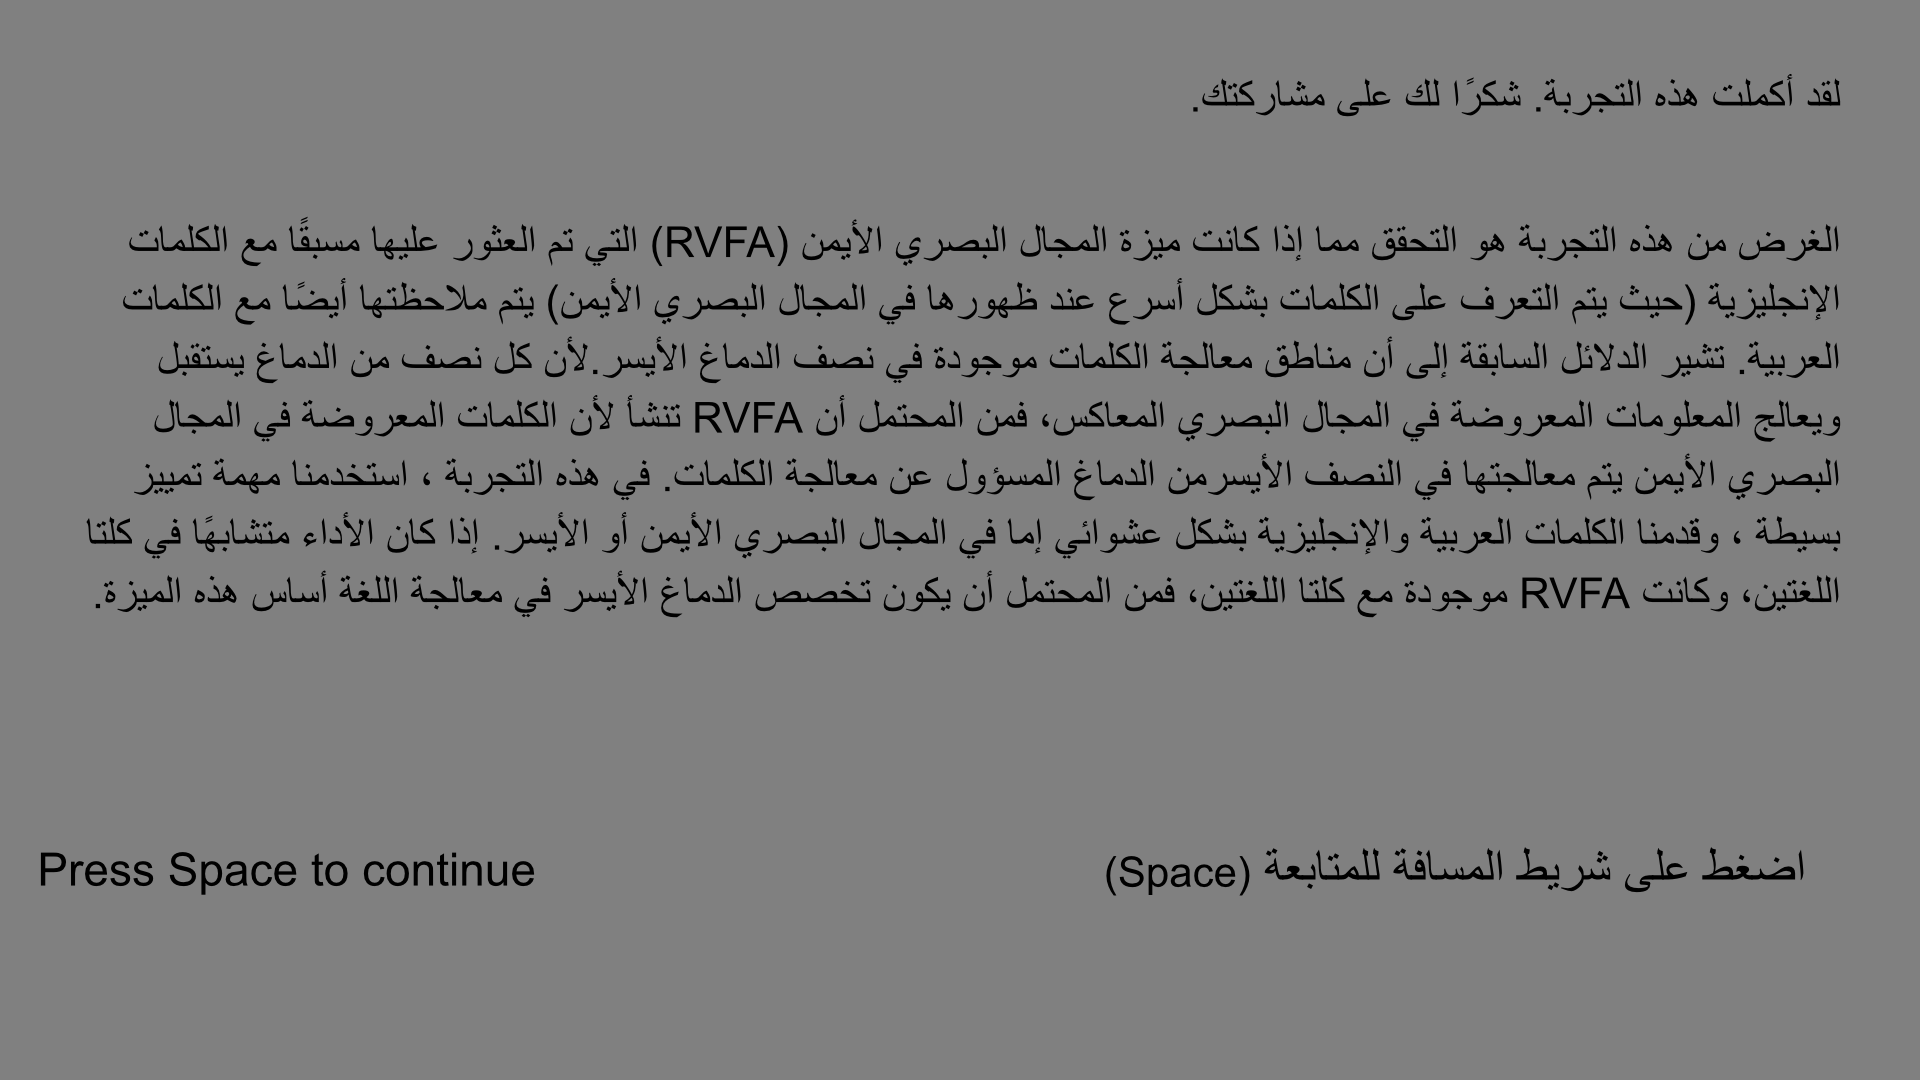 لقد أكملت هذه التجربة. شكرًا لك على مشاركتك.
الغرض من هذه التجربة هو التحقق مما إذا كانت ميزة المجال البصري الأيمن (RVFA) التي تم العثور عليها مسبقًا مع الكلمات
الإنجليزية (حيث يتم التعرف على الكلمات بشكل أسرع عند ظهورها في المجال البصري الأيمن) يتم ملاحظتها أيضًا مع الكلمات
العربية. تشير الدلائل السابقة إلى أن مناطق معالجة الكلمات موجودة في نصف الدماغ الأيسر.لأن كل نصف من الدماغ يستقبل
ويعالج المعلومات المعروضة في المجال البصري المعاكس، فمن المحتمل أن RVFA تنشأ لأن الكلمات المعروضة في المجال
البصري الأيمن يتم معالجتها في النصف الأيسرمن الدماغ المسؤول عن معالجة الكلمات. في هذه التجربة ، استخدمنا مهمة تمييز
بسيطة ، وقدمنا الكلمات العربية والإنجليزية بشكل عشوائي إما في المجال البصري الأيمن أو الأيسر. إذا كان الأداء متشابهًا في كلتا
اللغتين، وكانت RVFA موجودة مع كلتا اللغتين، فمن المحتمل أن يكون تخصص الدماغ الأيسر في معالجة اللغة أساس هذه الميزة.
اضغط على شريط المسافة للمتابعة (Space)
Press Space to continue